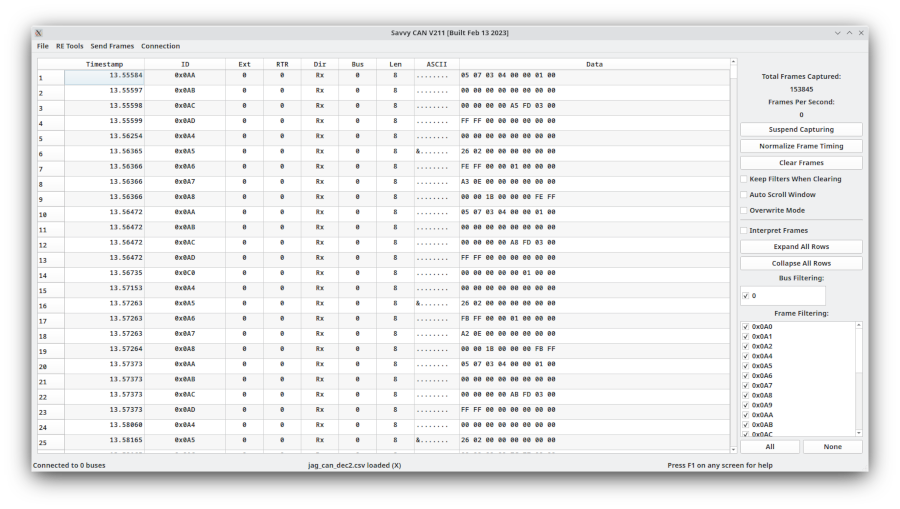 Savvy CAN V211 [Built Feb 13 2023]
File RE Tools Send Frames Connection
Timestamp ID Ext RTR Dir Bus Len ASCII Data
1 13.55584 0x0AA 0 0 Rx 0 8 ........ 05 07 03 04 00 00 01 00
2 13.55597 0x0AB 0 0 Rx 0 8 ........ 00 00 00 00 00 00 00 00
3 13.55598 0x0AC 0 0 Rx 0 8 ........ 00 00 00 00 A5 FD 03 00
4 13.55599 0x0AD 0 0 Rx 0 8 ........ FF FF 00 00 00 00 00 00
5 13.56254 0x0A4 0 0 Rx 0 8 ........ 00 00 00 00 00 00 00 00
6 13.56365 0x0A5 0 0 Rx 0 8 &....... 26 02 00 00 00 00 00 00
7 13.56366 0x0A6 0 0 Rx 0 8 ........ FE FF 00 00 01 00 00 00
8 13.56366 0x0A7 0 0 Rx 0 8 ........ A3 0E 00 00 00 00 00 00
9 13.56366 0x0A8 0 0 Rx 0 8 ........ 00 00 1B 00 00 00 FE FF
10 13.56472 0x0AA 0 0 Rx 0 8 ........ 05 07 03 04 00 00 01 00
11 13.56472 0x0AB 0 0 Rx 0 8 ........ 00 00 00 00 00 00 00 00
12 13.56472 0x0AC 0 0 Rx 0 8 ........ 00 00 00 00 A8 FD 03 00
13 13.56472 0x0AD 0 0 Rx 0 8 ........ FF FF 00 00 00 00 00 00
14 13.56735 0x0C0 0 0 Rx 0 8 ........ 00 00 00 00 00 01 00 00
15 13.57153 0x0A4 0 0 Rx 0 8 ........ 00 00 00 00 00 00 00 00
16 13.57263 0x0A5 0 0 Rx 0 8 &....... 26 02 00 00 00 00 00 00
17 13.57263 0x0A6 0 0 Rx 0 8 ........ FB FF 00 00 01 00 00 00
18 13.57263 0x0A7 0 0 Rx 0 8 ........ A2 0E 00 00 00 00 00 00
19 13.57264 0x0A8 0 0 Rx 0 8 ........ 00 00 1B 00 00 00 FB FF
20 13.57373 0x0AA 0 0 Rx 0 8 ........ 05 07 03 04 00 00 01 00
21 13.57373 0x0AB 0 0 Rx 0 8 ........ 00 00 00 00 00 00 00 00
22 13.57373 0x0AC 0 0 Rx 0 8 ........ 00 00 00 00 AB FD 03 00
23 13.57373 0x0AD 0 0 Rx 0 8 ........ FF FF 00 00 00 00 00 00
24 13.58060 0x0A4 0 0 Rx 0 8 ........ 00 00 00 00 00 00 00 00
25 13.58165 0x0A5 0 0 Rx 0 8 &....... 26 02 00 00 00 00 00 00
Total Frames Captured:
153845
Frames Per Second:
0
Suspend Capturing
Normalize Frame Timing
Clear Frames
Keep Filters When Clearing
Auto Scroll Window
Overwrite Mode
Interpret Frames
Expand All Rows
Collapse All Rows
Bus Filtering:
0
Frame Filtering:
0x0A0
0x0A1
0x0A2
0x0A4
0x0A5
0x0A6
0x0A7
0x0A8
0x0A9
0x0AA
0x0AB
0x0AC
All None
Connected to 0 buses jag_can_dec2.csv loaded (X) Press F1 on any screen for help